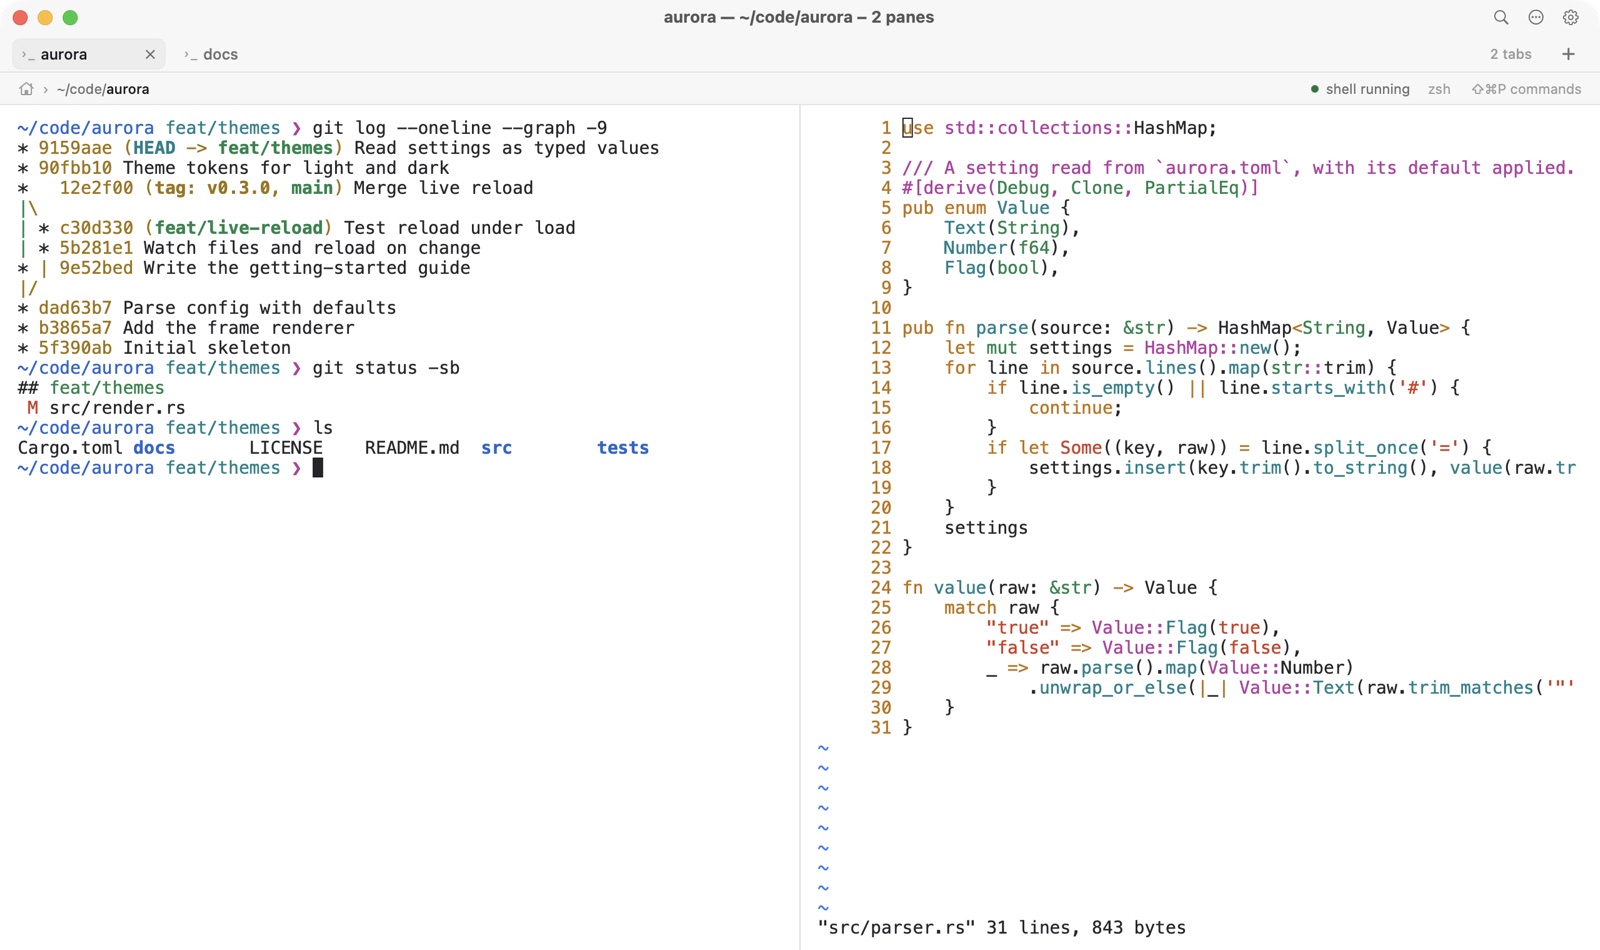 aurora — ~/code/aurora – 2 panes
›_ aurora ×
›_ docs
2 tabs +
› ~/code/aurora
● shell running zsh ⇧⌘P commands
~/code/aurora feat/themes ❯ git log --oneline --graph -9
* 9159aae (HEAD -> feat/themes) Read settings as typed values
* 90fbb10 Theme tokens for light and dark
*   12e2f00 (tag: v0.3.0, main) Merge live reload
|\
| * c30d330 (feat/live-reload) Test reload under load
| * 5b281e1 Watch files and reload on change
* | 9e52bed Write the getting-started guide
|/
* dad63b7 Parse config with defaults
* b3865a7 Add the frame renderer
* 5f390ab Initial skeleton
~/code/aurora feat/themes ❯ git status -sb
## feat/themes
 M src/render.rs
~/code/aurora feat/themes ❯ ls
Cargo.toml docs       LICENSE    README.md  src        tests
~/code/aurora feat/themes ❯
1 use std::collections::HashMap;
2
3 /// A setting read from `aurora.toml`, with its default applied.
4 #[derive(Debug, Clone, PartialEq)]
5 pub enum Value {
6     Text(String),
7     Number(f64),
8     Flag(bool),
9 }
10
11 pub fn parse(source: &str) -> HashMap<String, Value> {
12     let mut settings = HashMap::new();
13     for line in source.lines().map(str::trim) {
14         if line.is_empty() || line.starts_with('#') {
15             continue;
16         }
17         if let Some((key, raw)) = line.split_once('=') {
18             settings.insert(key.trim().to_string(), value(raw.tr
19         }
20     }
21     settings
22 }
23
24 fn value(raw: &str) -> Value {
25     match raw {
26         "true" => Value::Flag(true),
27         "false" => Value::Flag(false),
28         _ => raw.parse().map(Value::Number)
29             .unwrap_or_else(|_| Value::Text(raw.trim_matches('"'
30     }
31 }
~
~
~
~
~
~
~
~
~
"src/parser.rs" 31 lines, 843 bytes